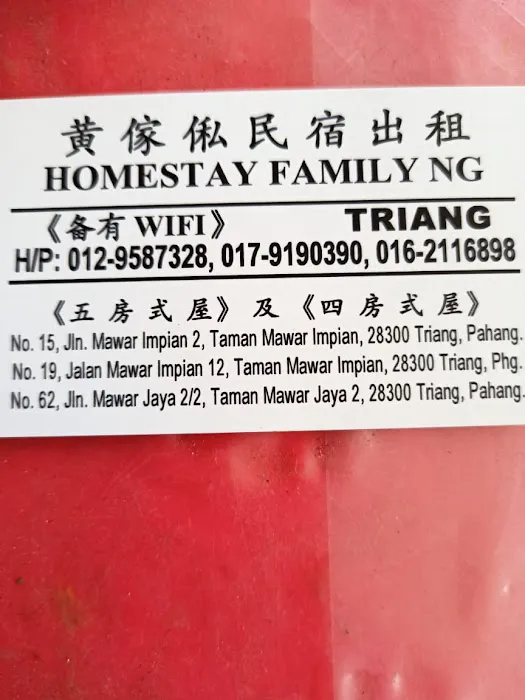 黄傢俬民宿出租
HOMESTAY FAMILY NG
《备有 WIFI》 TRIANG
H/P: 012-9587328, 017-9190390, 016-2116898
《五房式屋》及《四房式屋》
No. 15, Jln. Mawar Impian 2, Taman Mawar Impian, 28300 Triang, Pahang.
No. 19, Jalan Mawar Impian 12, Taman Mawar Impian, 28300 Triang, Phg.
No. 62, Jln. Mawar Jaya 2/2, Taman Mawar Jaya 2, 28300 Triang, Pahang.